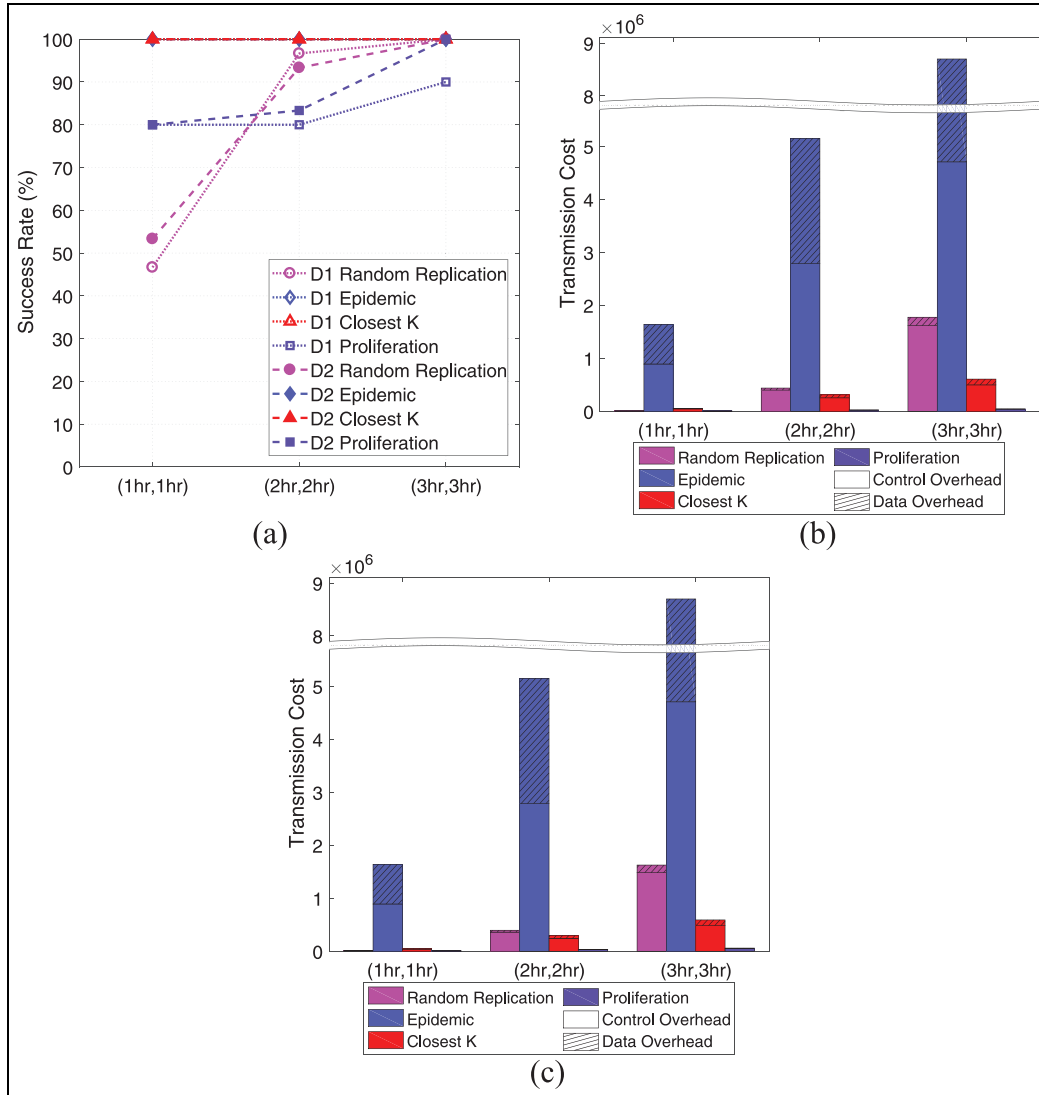 100
90
80
70
60
50
40
30
20
10
0
Success Rate (%)
(1hr,1hr)
(2hr,2hr)
(3hr,3hr)
D1 Random Replication
D1 Epidemic
D1 Closest K
D1 Proliferation
D2 Random Replication
D2 Epidemic
D2 Closest K
D2 Proliferation
(a)
×10^6
9
8
5
4
3
2
1
0
Transmission Cost
(1hr,1hr)
(2hr,2hr)
(3hr,3hr)
Random Replication
Epidemic
Closest K
Proliferation
Control Overhead
Data Overhead
(b)
×10^6
9
8
5
4
3
2
1
0
Transmission Cost
(1hr,1hr)
(2hr,2hr)
(3hr,3hr)
Random Replication
Epidemic
Closest K
Proliferation
Control Overhead
Data Overhead
(c)